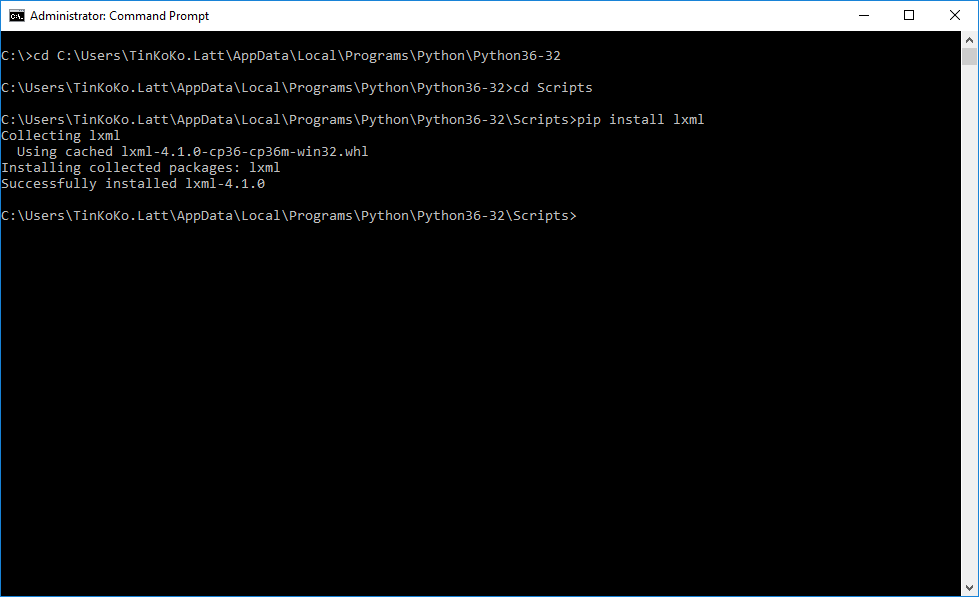 Administrator: Command Prompt
C:\>cd C:\Users\TinKoKo.Latt\AppData\Local\Programs\Python\Python36-32
C:\Users\TinKoKo.Latt\AppData\Local\Programs\Python\Python36-32>cd Scripts
C:\Users\TinKoKo.Latt\AppData\Local\Programs\Python\Python36-32\Scripts>pip install lxml
Collecting lxml
  Using cached lxml-4.1.0-cp36-cp36m-win32.whl
Installing collected packages: lxml
Successfully installed lxml-4.1.0
C:\Users\TinKoKo.Latt\AppData\Local\Programs\Python\Python36-32\Scripts>